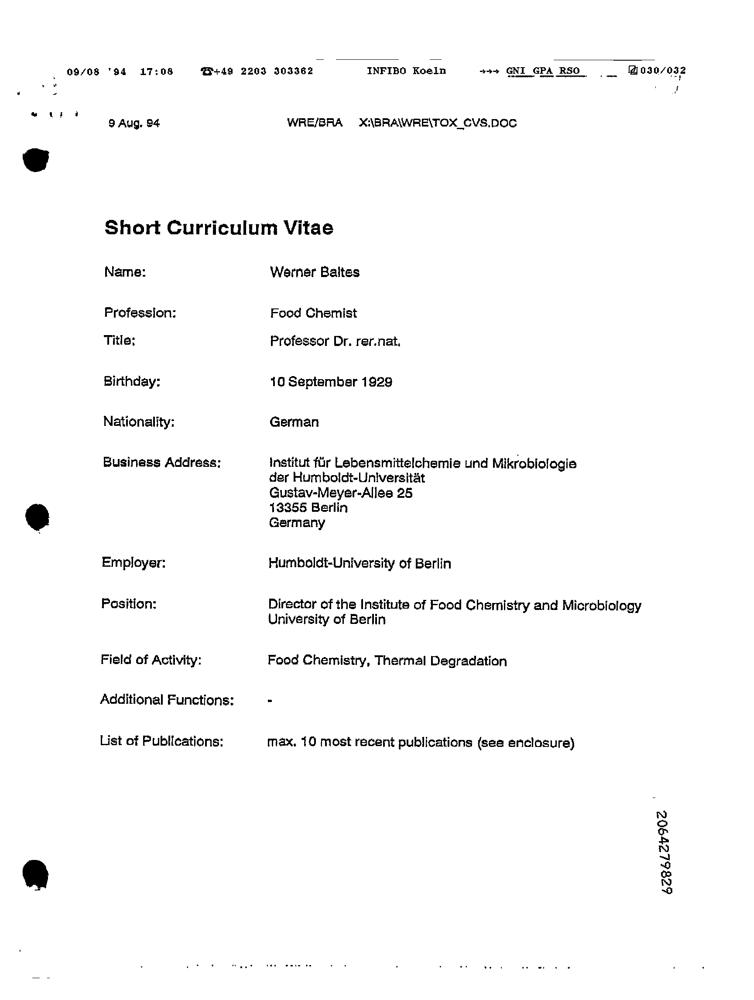 09/08 '94 17:08 ☎+49 2203 303362 INFIBO Koeln →→→ GNI GPA RSO 030/032
9 Aug. 94 WRE/BRA X:\BRA\WRE\TOX_CVS.DOC
Short Curriculum Vitae
Name: Werner Baltes
Profession: Food Chemist
Title: Professor Dr. rer.nat.
Birthday: 10 September 1929
Nationality: German
Business Address: Institut für Lebensmittelchemie und Mikrobiologie
der Humboldt-Universität
Gustav-Meyer-Allee 25
13355 Berlin
Germany
Employer: Humboldt-University of Berlin
Position: Director of the Institute of Food Chemistry and Microbiology
University of Berlin
Field of Activity: Food Chemistry, Thermal Degradation
Additional Functions: -
List of Publications: max. 10 most recent publications (see enclosure)
2064279829